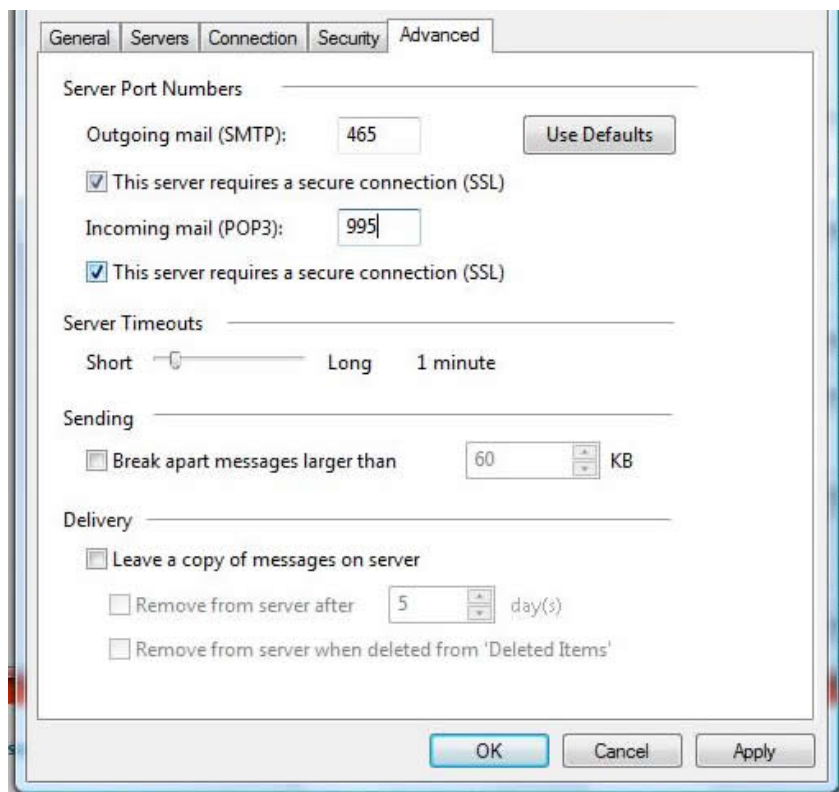 General Servers Connection Security Advanced
Server Port Numbers
Outgoing mail (SMTP): 465 Use Defaults
This server requires a secure connection (SSL)
Incoming mail (POP3): 995
This server requires a secure connection (SSL)
Server Timeouts
Short Long 1 minute
Sending
Break apart messages larger than 60 KB
Delivery
Leave a copy of messages on server
Remove from server after 5 day(s)
Remove from server when deleted from 'Deleted Items'
OK Cancel Apply